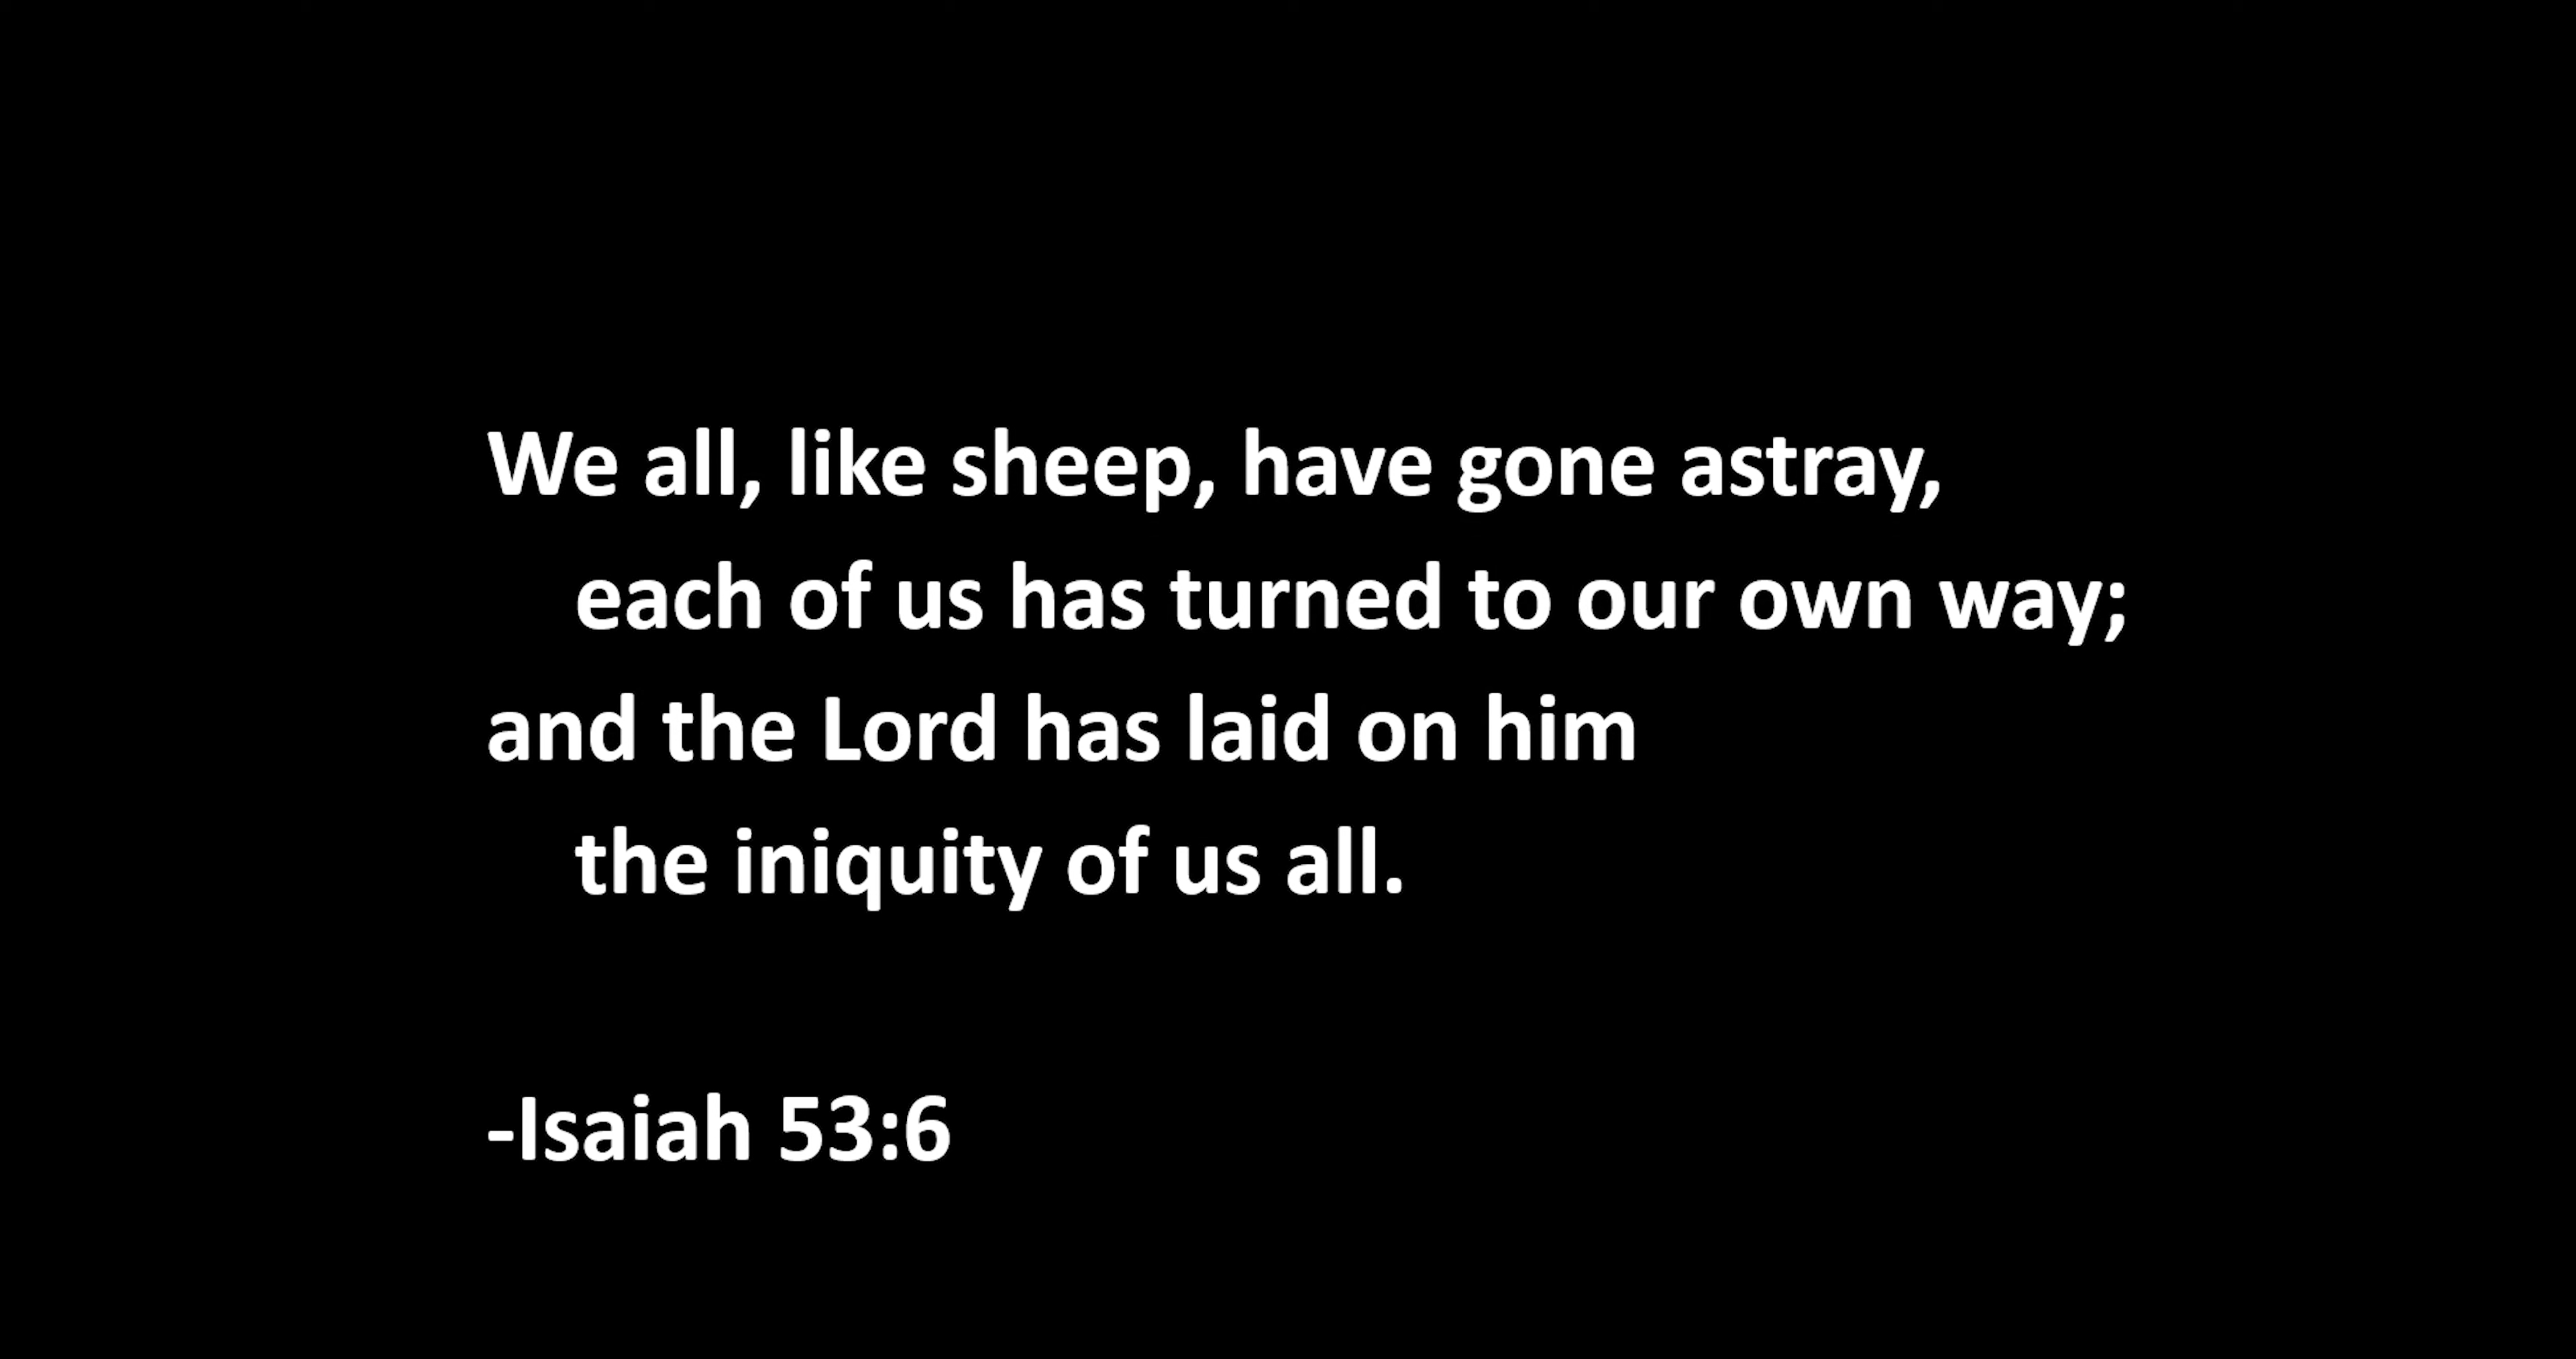 We all, like sheep, have gone astray,
each of us has turned to our own way;
and the Lord has laid on him
the iniquity of us all.
-Isaiah 53:6